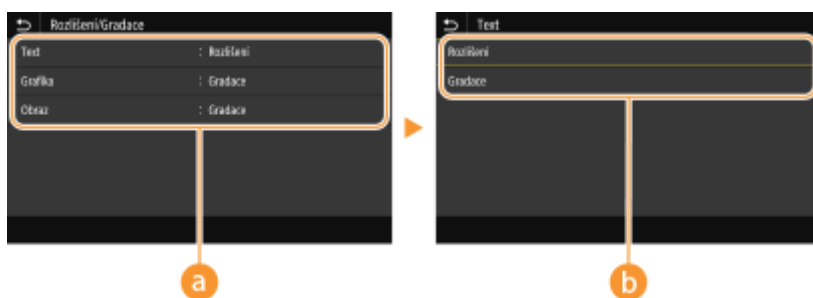 Rozlišení/Gradace
Text : Rozlišení
Grafika : Gradace
Obraz : Gradace
a
Text
Rozlišení
Gradace
b